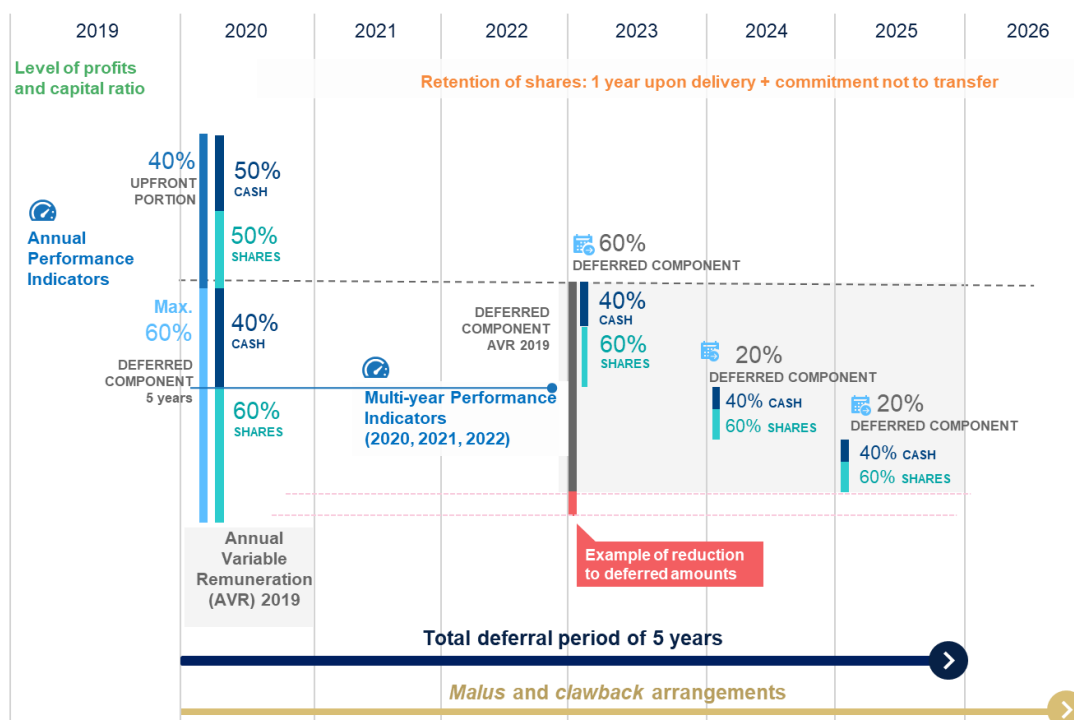 2019
2020
2021
2022
2023
2024
2025
2026
Level of profits
and capital ratio
Retention of shares: 1 year upon delivery + commitment not to transfer
40%
UPFRONT
PORTION
50%
CASH
50%
SHARES
Annual
Performance
Indicators
Max.
60%
DEFERRED
COMPONENT
5 years
40%
CASH
60%
SHARES
Annual
Variable
Remuneration
(AVR) 2019
Multi-year Performance
Indicators
(2020, 2021, 2022)
DEFERRED
COMPONENT
AVR 2019
60%
DEFERRED COMPONENT
40%
CASH
60%
SHARES
20%
DEFERRED COMPONENT
40% CASH
60% SHARES
20%
DEFERRED COMPONENT
40% CASH
60% SHARES
Example of reduction
to deferred amounts
Total deferral period of 5 years
Malus and clawback arrangements